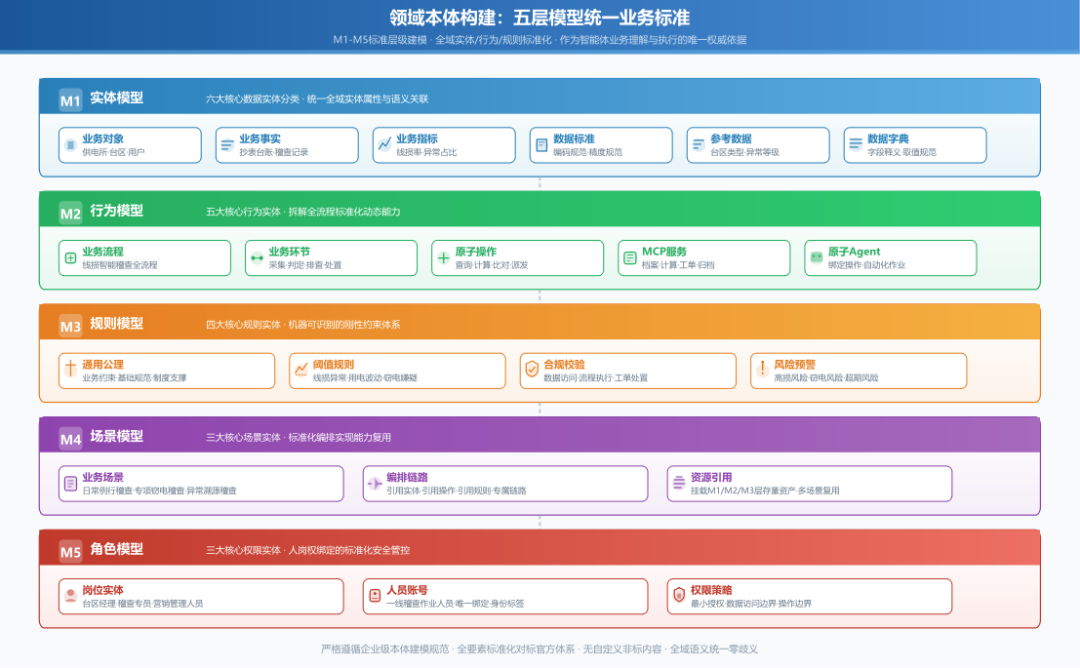 领域本体构建：五层模型统一业务标准
M1-M5标准层级建模 · 全域实体/行为/规则标准化 · 作为智能体业务理解与执行的唯一权威依据
M1 实体模型 六大核心数据实体分类 · 统一全域实体属性与语义关联
业务对象
供电所·台区·用户
业务事实
抄表台账·稽查记录
业务指标
线损率·异常占比
数据标准
编码规范·精度规范
参考数据
台区类型·异常等级
数据字典
字段释义·取值规范
M2 行为模型 五大核心行为实体 · 拆解全流程标准化动态能力
业务流程
线损智能稽查全流程
业务环节
采集·判定·排查·处置
原子操作
查询·计算·比对·派发
MCP服务
档案·计算·工单·归档
原子Agent
绑定操作·自动化作业
M3 规则模型 四大核心规则实体 · 机器可识别的刚性约束体系
通用公理
业务约束·基础规范·制度支撑
阈值规则
线损异常·用电波动·窃电嫌疑
合规校验
数据访问·流程执行·工单处置
风险预警
高损风险·窃电风险·超期风险
M4 场景模型 三大核心场景实体 · 标准化编排实现能力复用
业务场景
日常例行稽查·专项窃电稽查·异常溯源稽查
编排链路
引用实体·引用操作·引用规则·专属链路
资源引用
挂载M1/M2/M3层存量资产·多场景复用
M5 角色模型 三大核心权限实体 · 人岗权绑定的标准化安全管控
岗位实体
台区经理·稽查专员·营销管理人员
人员账号
一线稽查作业人员·唯一绑定·身份标签
权限策略
最小授权·数据访问边界·操作边界
严格遵循企业级本体建模规范 · 全要素标准化对标官方体系 · 无自定义非标内容 · 全域语义统一零歧义